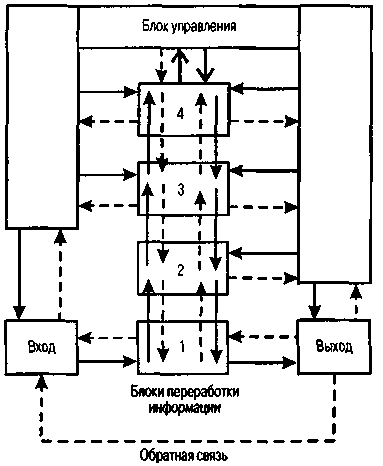 Блок управления
4
3
2
Вход
1
Выход
Блоки переработки
информации
Обратная связь